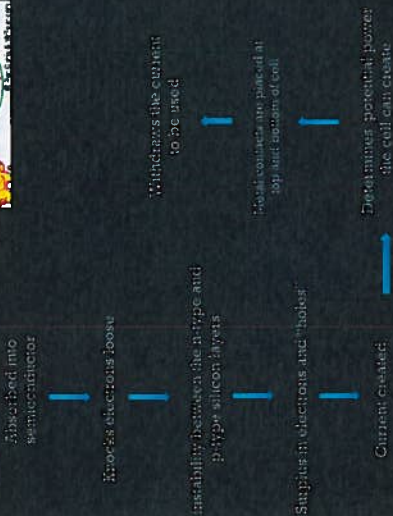 Absorbed into
semiconductor
Knocks electrons loose
Instability between the n-type and
p-type silicon layers
Surplus in electrons and "holes"
Current created
Determines potential power
the cell can create
contacts are placed at
top and bottom of cell
Withdraws the current
to be used